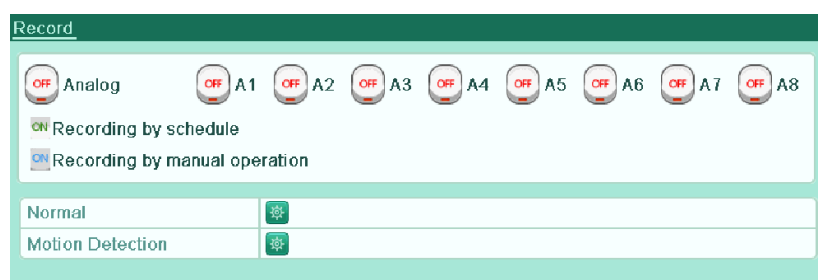 Record
OFF Analog OFF A1 OFF A2 OFF A3 OFF A4 OFF A5 OFF A6 OFF A7 OFF A8
ON Recording by schedule
ON Recording by manual operation
Normal
Motion Detection